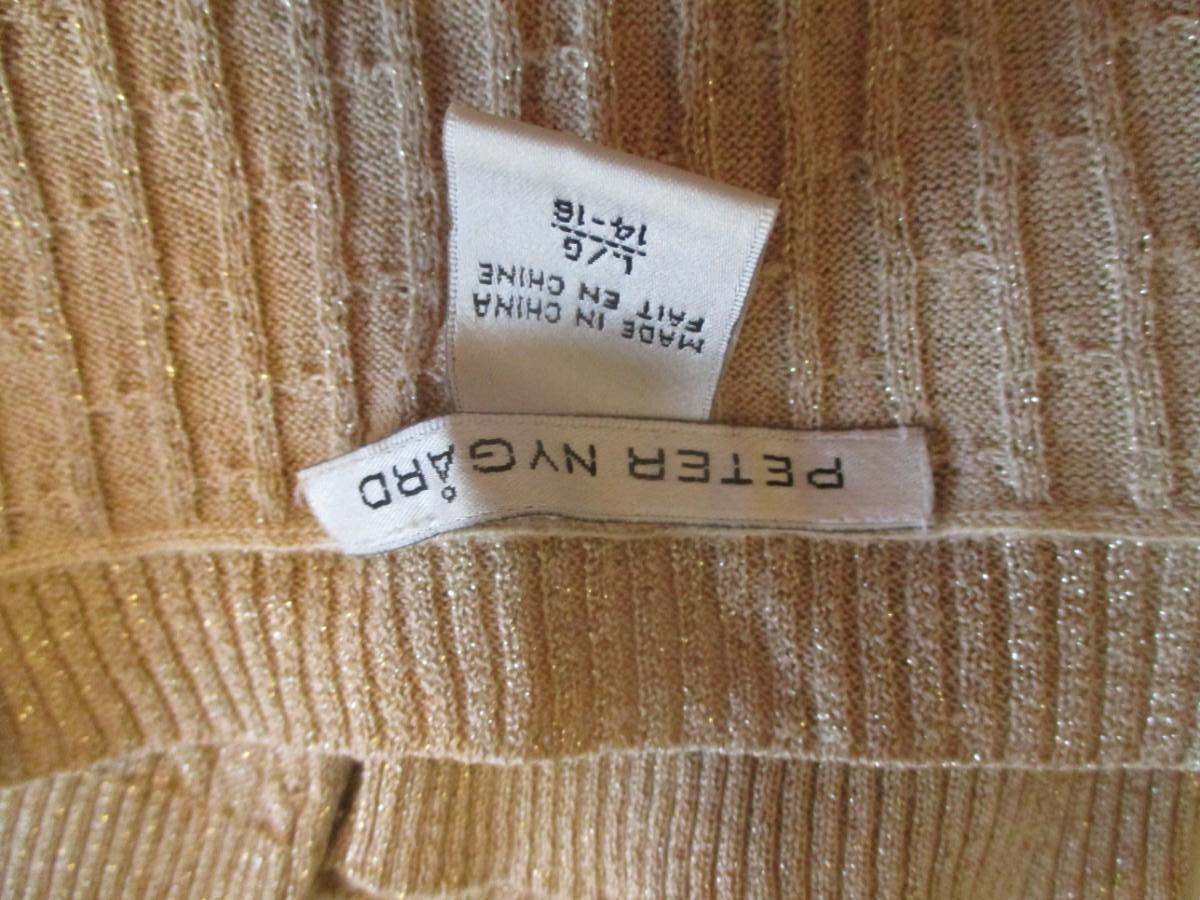 PETER NYGÅRD
MADE IN CHINA
FAIT EN CHINE
L/G
14-16